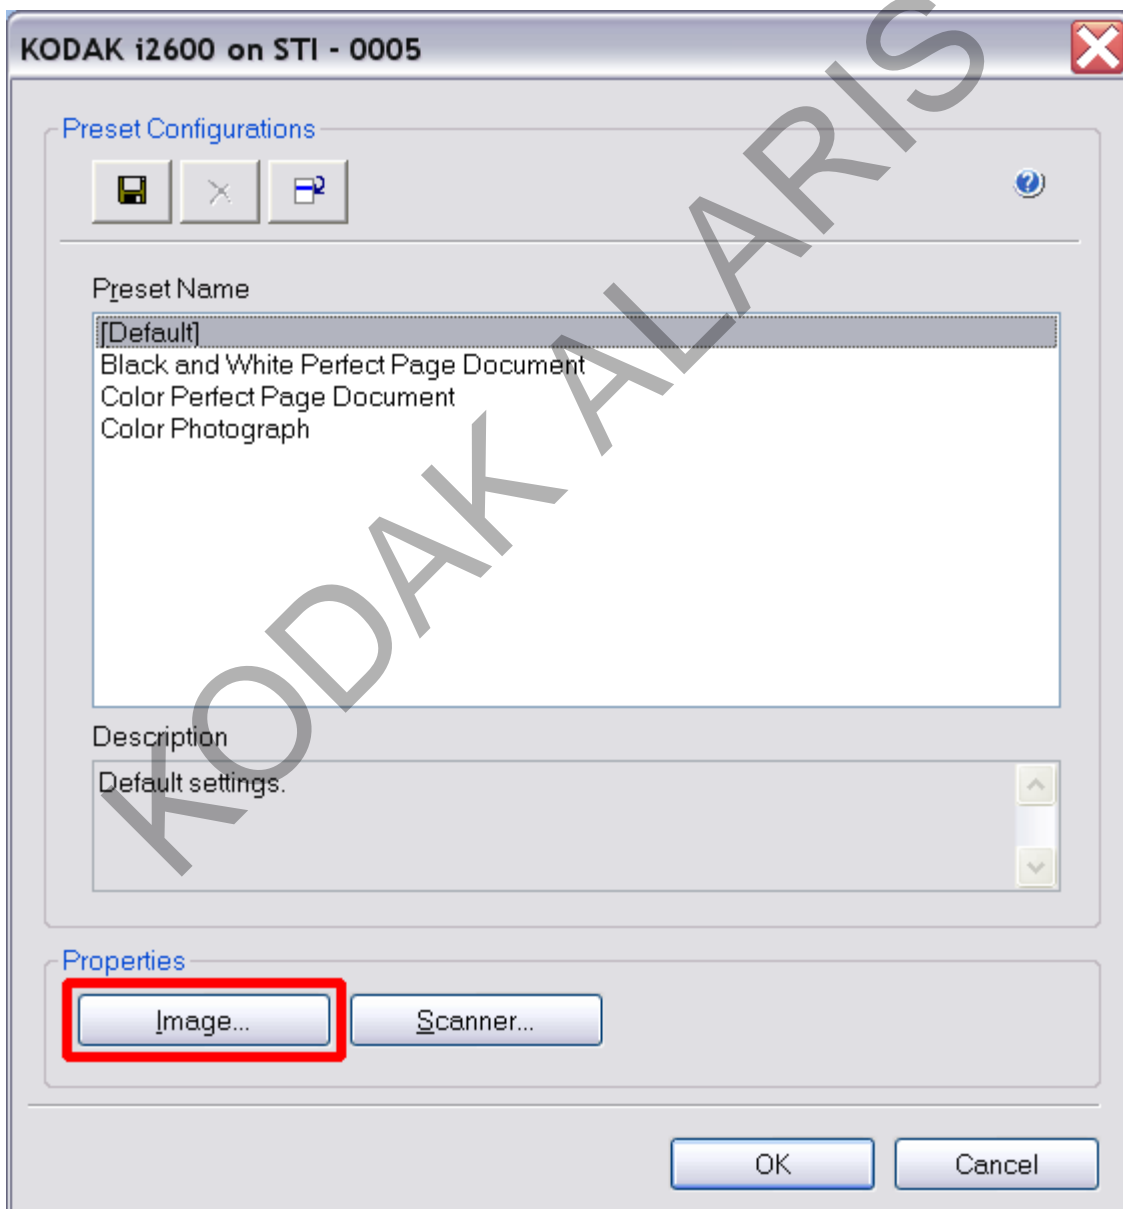 KODAK i2600 on STI - 0005
Preset Configurations
Preset Name
[Default]
Black and White Perfect Page Document
Color Perfect Page Document
Color Photograph
Description
Default settings.
Properties
Image... Scanner...
OK Cancel
KODAK ALARIS